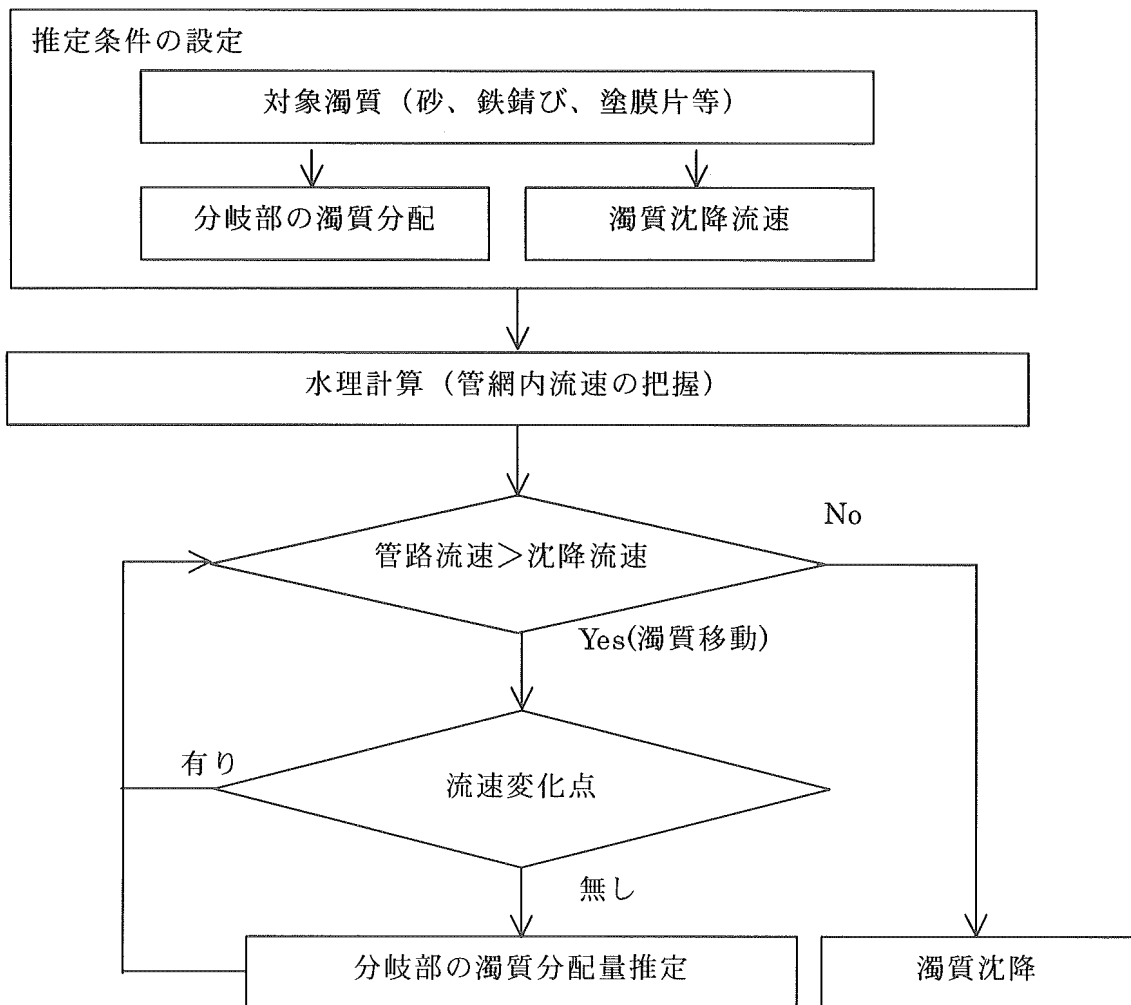 推定条件の設定
対象濁質（砂、鉄錆び、塗膜片等）
分岐部の濁質分配
濁質沈降流速
水理計算（管網内流速の把握）
管路流速＞沈降流速
No
Yes(濁質移動)
流速変化点
有り
無し
分岐部の濁質分配量推定
濁質沈降